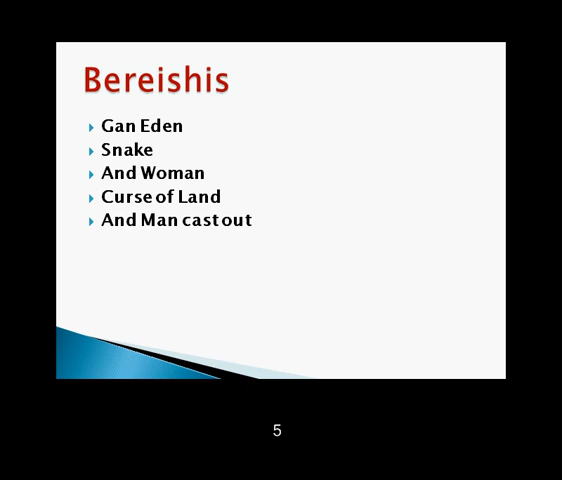 Bereishis
Gan Eden
Snake
And Woman
Curse of Land
And Man cast out
5